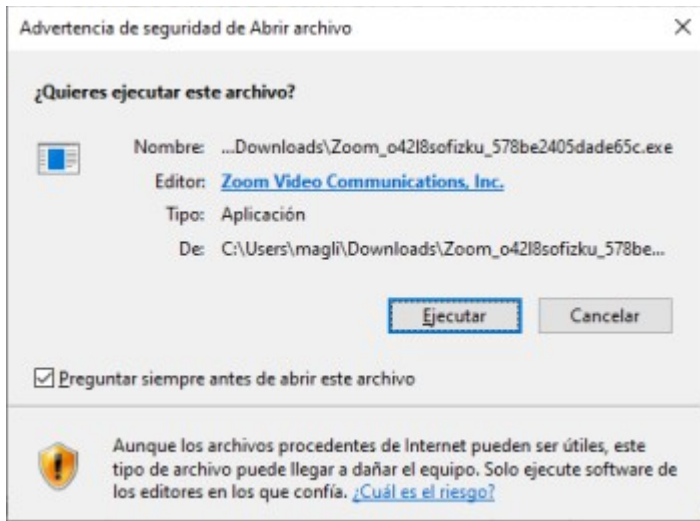 Advertencia de seguridad de Abrir archivo
¿Quieres ejecutar este archivo?
Nombre: ...Downloads\Zoom_o42l8sofizku_578be2405dade65c.exe
Editor: Zoom Video Communications, Inc.
Tipo: Aplicación
De: C:\Users\magli\Downloads\Zoom_o42l8sofizku_578be...
Ejecutar Cancelar
Preguntar siempre antes de abrir este archivo
Aunque los archivos procedentes de Internet pueden ser útiles, este
tipo de archivo puede llegar a dañar el equipo. Solo ejecute software de
los editores en los que confía. ¿Cuál es el riesgo?